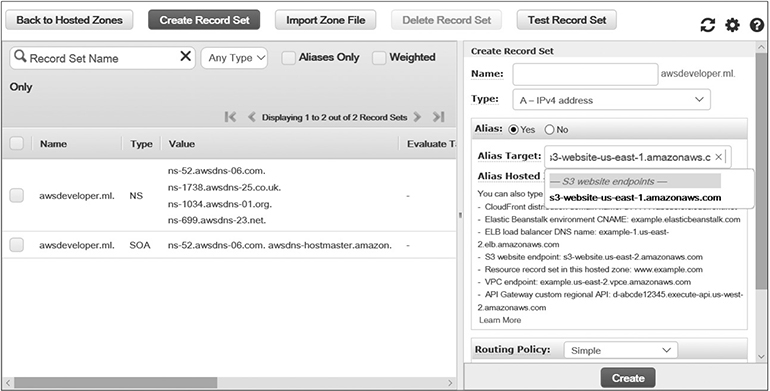 Back to Hosted Zones Create Record Set Import Zone File Delete Record Set Test Record Set
Record Set Name Any Type Aliases Only Weighted
Only
Displaying 1 to 2 out of 2 Record Sets
Name Type Value Evaluate Ta
awsdeveloper.ml. NS ns-52.awsdns-06.com.
ns-1738.awsdns-25.co.uk.
ns-1034.awsdns-01.org.
ns-699.awsdns-23.net.
-
awsdeveloper.ml. SOA ns-52.awsdns-06.com. awsdns-hostmaster.amazon. -
Create Record Set
Name: awsdeveloper.ml.
Type: A – IPv4 address
Alias: Yes No
Alias Target: s3-website-us-east-1.amazonaws.c
— S3 website endpoints —
s3-website-us-east-1.amazonaws.com
Alias Hosted
You can also type
- CloudFront
- Elastic Beanstalk environment CNAME: example.elasticbeanstalk.com
- ELB load balancer DNS name: example-1.us-east-
2.elb.amazonaws.com
- S3 website endpoint: s3-website.us-east-2.amazonaws.com
- Resource record set in this hosted zone: www.example.com
- VPC endpoint: example.us-east-2.vpce.amazonaws.com
- API Gateway custom regional API: d-abcde12345.execute-api.us-west-
2.amazonaws.com
Learn More
Routing Policy: Simple
Create